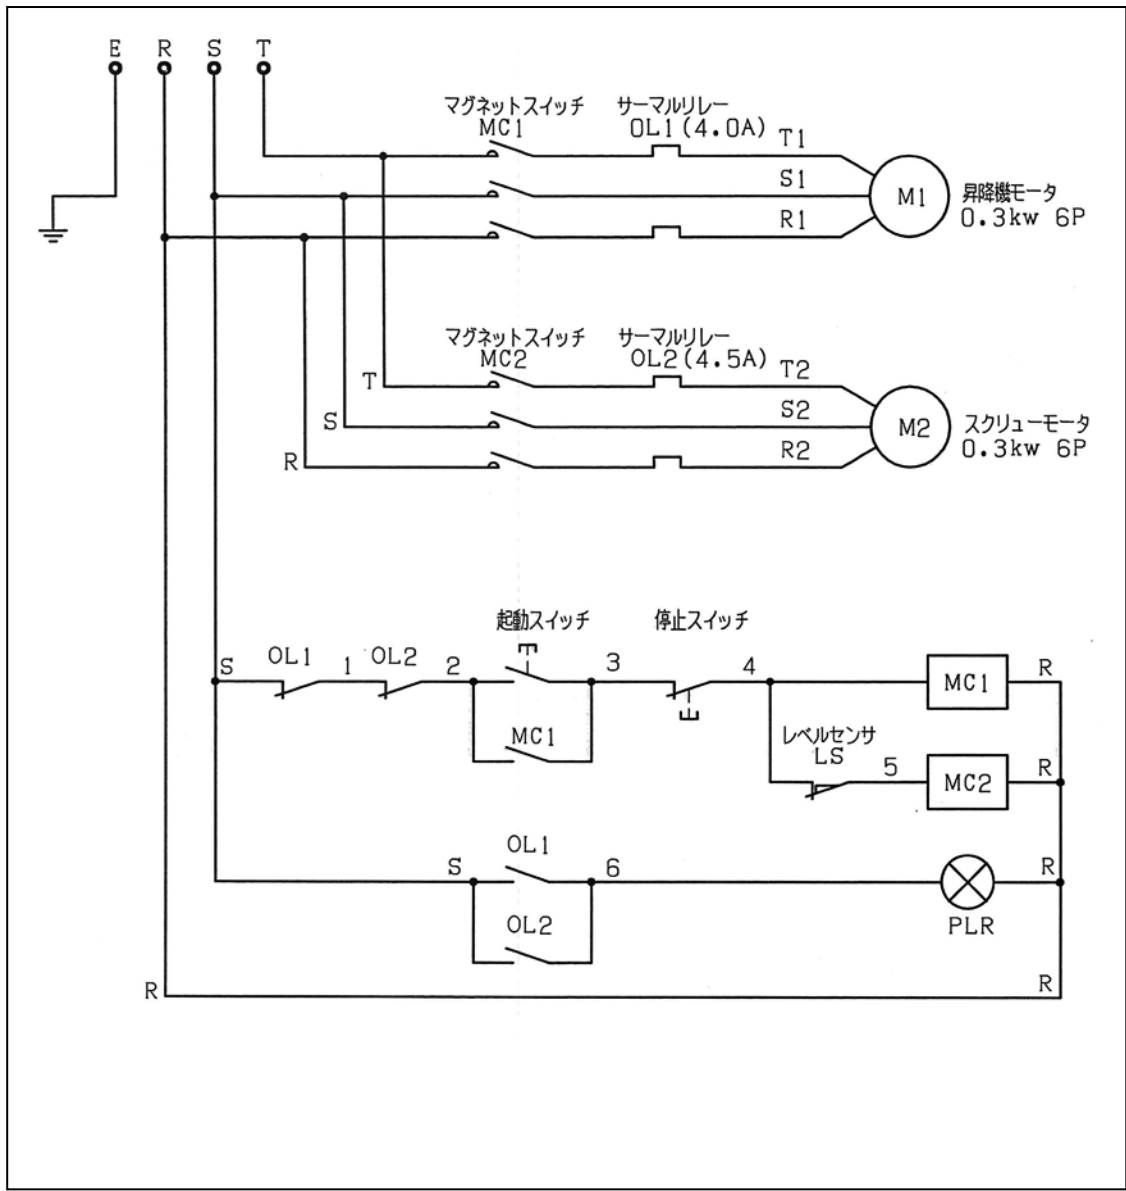 E R S T
マグネットスイッチ
MC1
サーマルリレー
OL1(4.0A)
T1
S1
R1
M1
昇降機モータ
0.3kw 6P
マグネットスイッチ
MC2
サーマルリレー
OL2(4.5A)
T
S
R
T2
S2
R2
M2
スクリューモータ
0.3kw 6P
起動スイッチ
停止スイッチ
S OL1 1 OL2 2 3 4 MC1 R
MC1
レベルセンサ
LS
5 MC2 R
OL1
S 6 R
OL2
PLR
R R